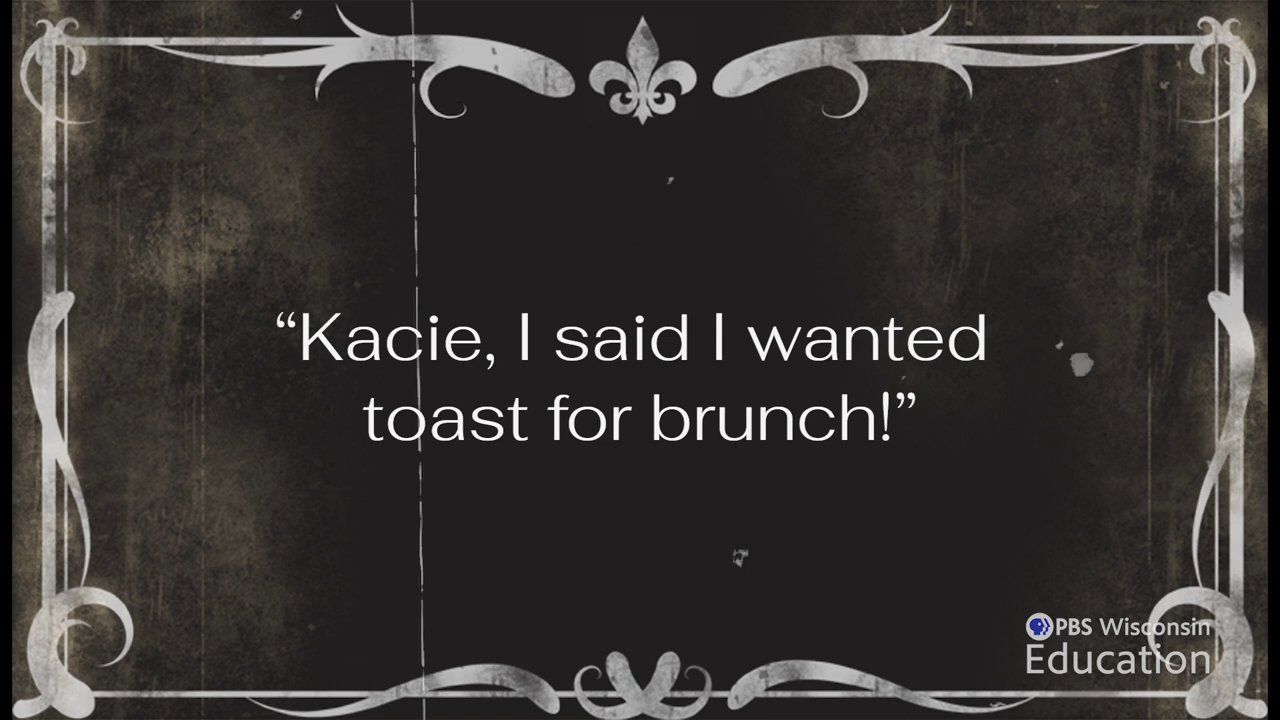 “Kacie, I said I wanted
toast for brunch!”
PBS Wisconsin
Education